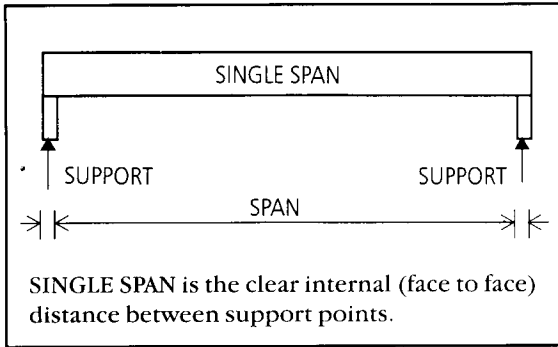 SINGLE SPAN
SUPPORT SUPPORT
SPAN
SINGLE SPAN is the clear internal (face to face)
distance between support points.